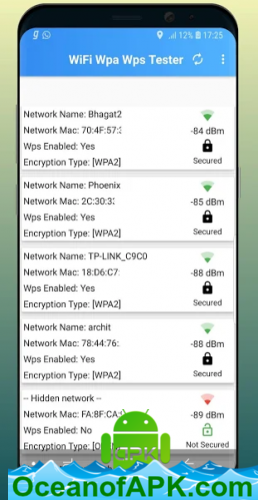 17:25
WiFi Wpa Wps Tester
Network Name: Bhagat2
Network Mac: 70:4F:57:
-84 dBm
Wps Enabled: Yes
Encryption Type: [WPA2]
Secured
Network Name: Phoenix
Network Mac: 2C:30:33
-85 dBm
Wps Enabled: Yes
Encryption Type: [WPA2]
Secured
Network Name: TP-LINK_C9C0
Network Mac: 18:D6:C7:
-88 dBm
Wps Enabled: Yes
Encryption Type: [WPA2]
Secured
Network Name: archit
Network Mac: 78:44:76:
-88 dBm
Wps Enabled: Yes
Encryption Type: [WPA2]
Secured
-- Hidden network --
Network Mac: FA:8F:CA:
-89 dBm
Wps Enabled: No
Encryption Type:
Not Secured
APK
OceanofAPK.com